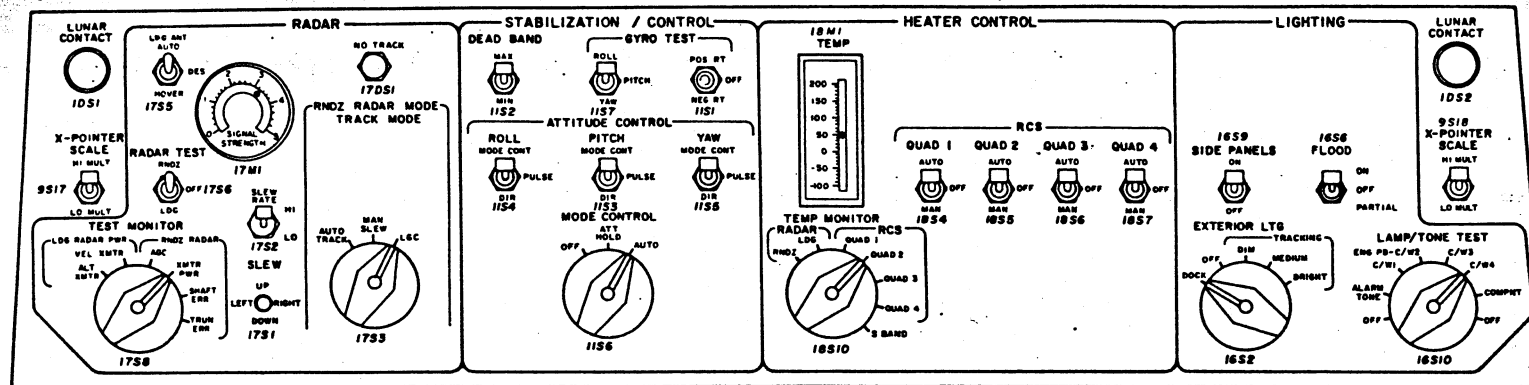 RADAR
STABILIZATION / CONTROL
HEATER CONTROL
LIGHTING
LUNAR
CONTACT
1DS1
X-POINTER
SCALE
HI MULT
9S17
LO MULT
LDG ANT
AUTO
DES
HOVER
17S5
0 1 2 3 4 5
SIGNAL
STRENGTH
17M1
NO TRACK
17DS1
RADAR TEST
RNDZ
OFF
17S6
LDG
SLEW
RATE
HI
LO
17S2
SLEW
UP
LEFT RIGHT
DOWN
17S1
RNDZ RADAR MODE
TRACK MODE
AUTO
TRACK
MAN
SLEW
LGC
17S3
TEST MONITOR
LDG RADAR PWR
RNDZ RADAR
ALT
XMTR
VEL XMTR
AGC
XMTR
PWR
SHAFT
ERR
TRUN
ERR
17S8
DEAD BAND
MAX
MIN
11S2
GYRO TEST
ROLL
PITCH
YAW
11S7
POS RT
OFF
NEG RT
11S1
ATTITUDE CONTROL
ROLL
MODE CONT
PULSE
DIR
11S4
PITCH
MODE CONT
PULSE
DIR
11S3
YAW
MODE CONT
PULSE
DIR
11S5
MODE CONTROL
OFF
ATT
HOLD
AUTO
11S6
18M1
TEMP
200
150
100
50
0
-50
-100
RCS
QUAD 1
AUTO
OFF
MAN
18S4
QUAD 2
AUTO
OFF
MAN
18S5
QUAD 3
AUTO
OFF
MAN
18S6
QUAD 4
AUTO
OFF
MAN
18S7
TEMP MONITOR
RADAR
RCS
RNDZ
LDG
QUAD 1
QUAD 2
QUAD 3
QUAD 4
S BAND
18S10
16S9
SIDE PANELS
ON
OFF
16S6
FLOOD
ON
OFF
PARTIAL
EXTERIOR LTG
TRACKING
DOCK
OFF
DIM
MEDIUM
BRIGHT
16S2
LAMP/TONE TEST
OFF
ALARM
TONE
C/W1
ENG PB-C/W2
C/W3
C/W4
COMPNT
OFF
16S10
LUNAR
CONTACT
1DS2
9S18
X-POINTER
SCALE
HI MULT
LO MULT